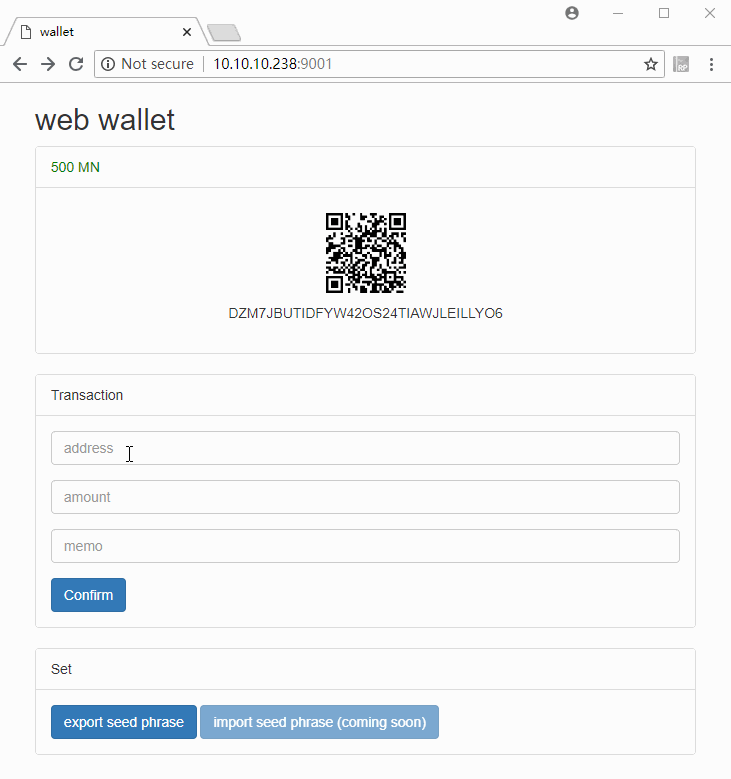 wallet
Not secure | 10.10.10.238:9001
RP
web wallet
500 MN
DZM7JBUTIDFYW42OS24TIAWJLEILLYO6
Transaction
address
amount
memo
Confirm
Set
export seed phrase import seed phrase (coming soon)